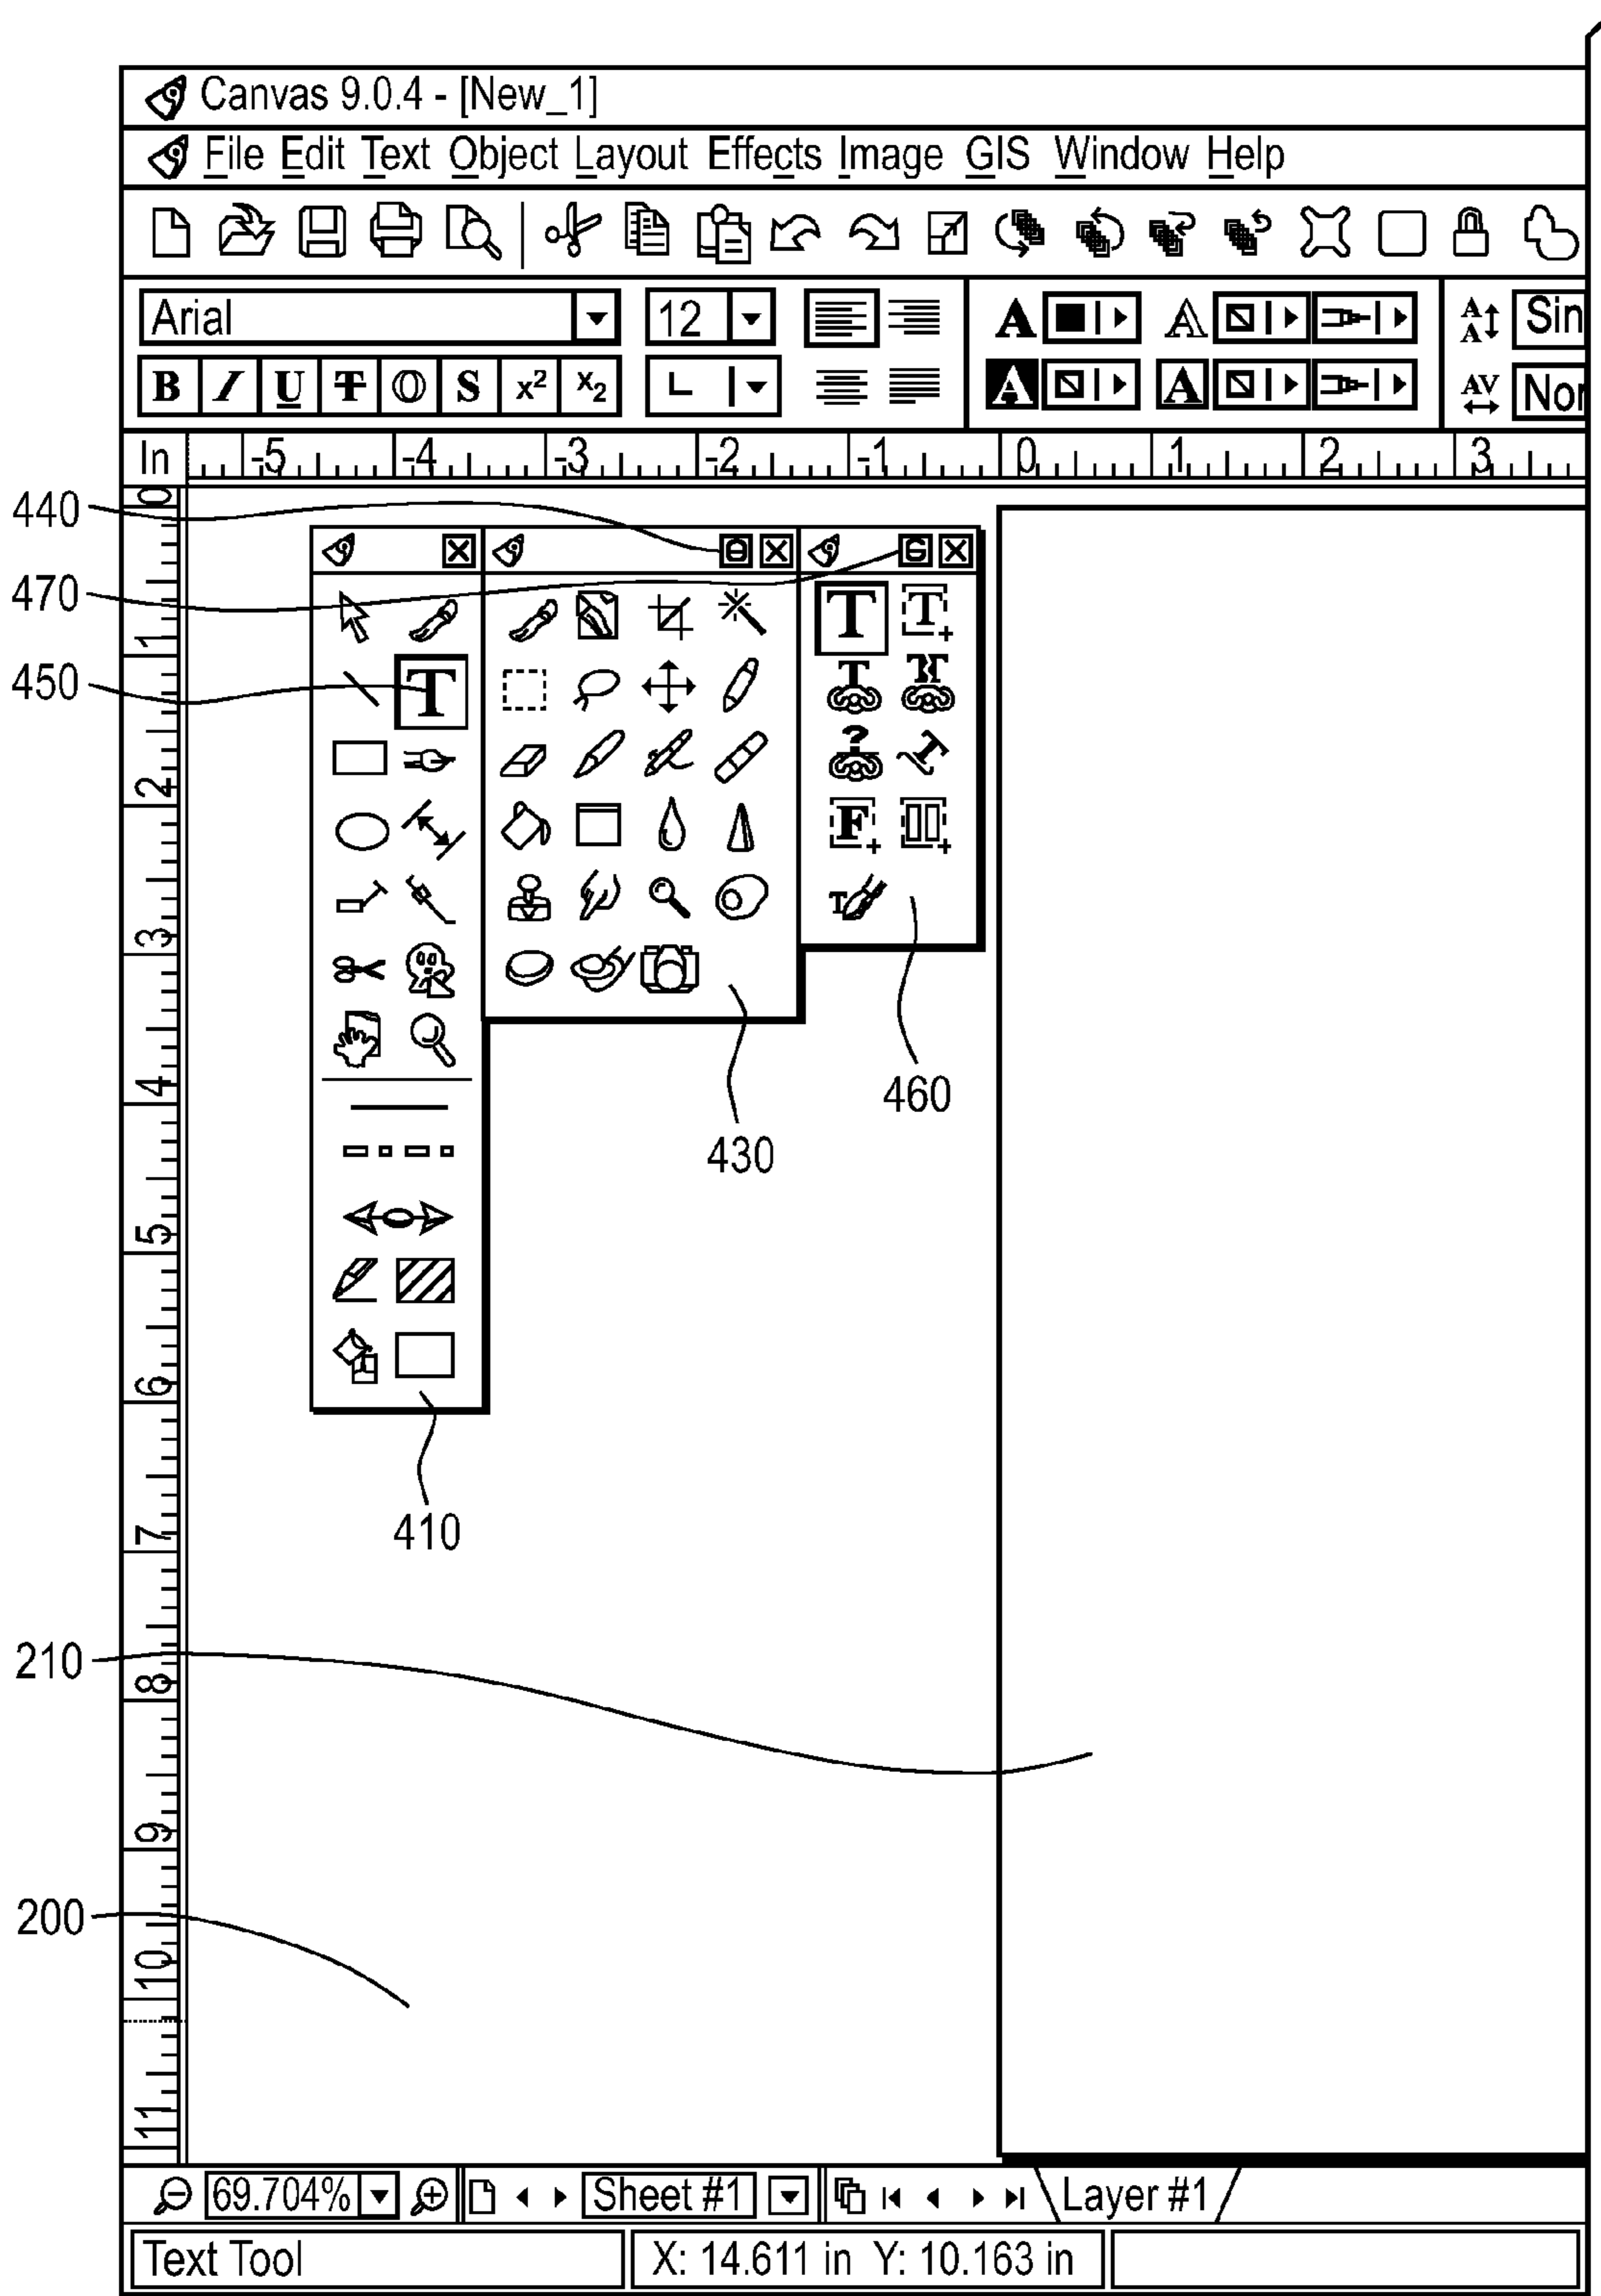 Canvas 9.0.4 - [New_1]
File Edit Text Object Layout Effects Image GIS Window Help
Arial 12
B I U T O S x² x₂
A A A A Sin
A A AV Nor
In -5 -4 -3 -2 -1 0 1 2 3
0
1
2
3
4
5
6
7
8
9
10
11
440
470
450
T T T
T
?
F
T
460
430
410
210
200
69.704% Sheet #1 Layer #1
Text Tool X: 14.611 in Y: 10.163 in